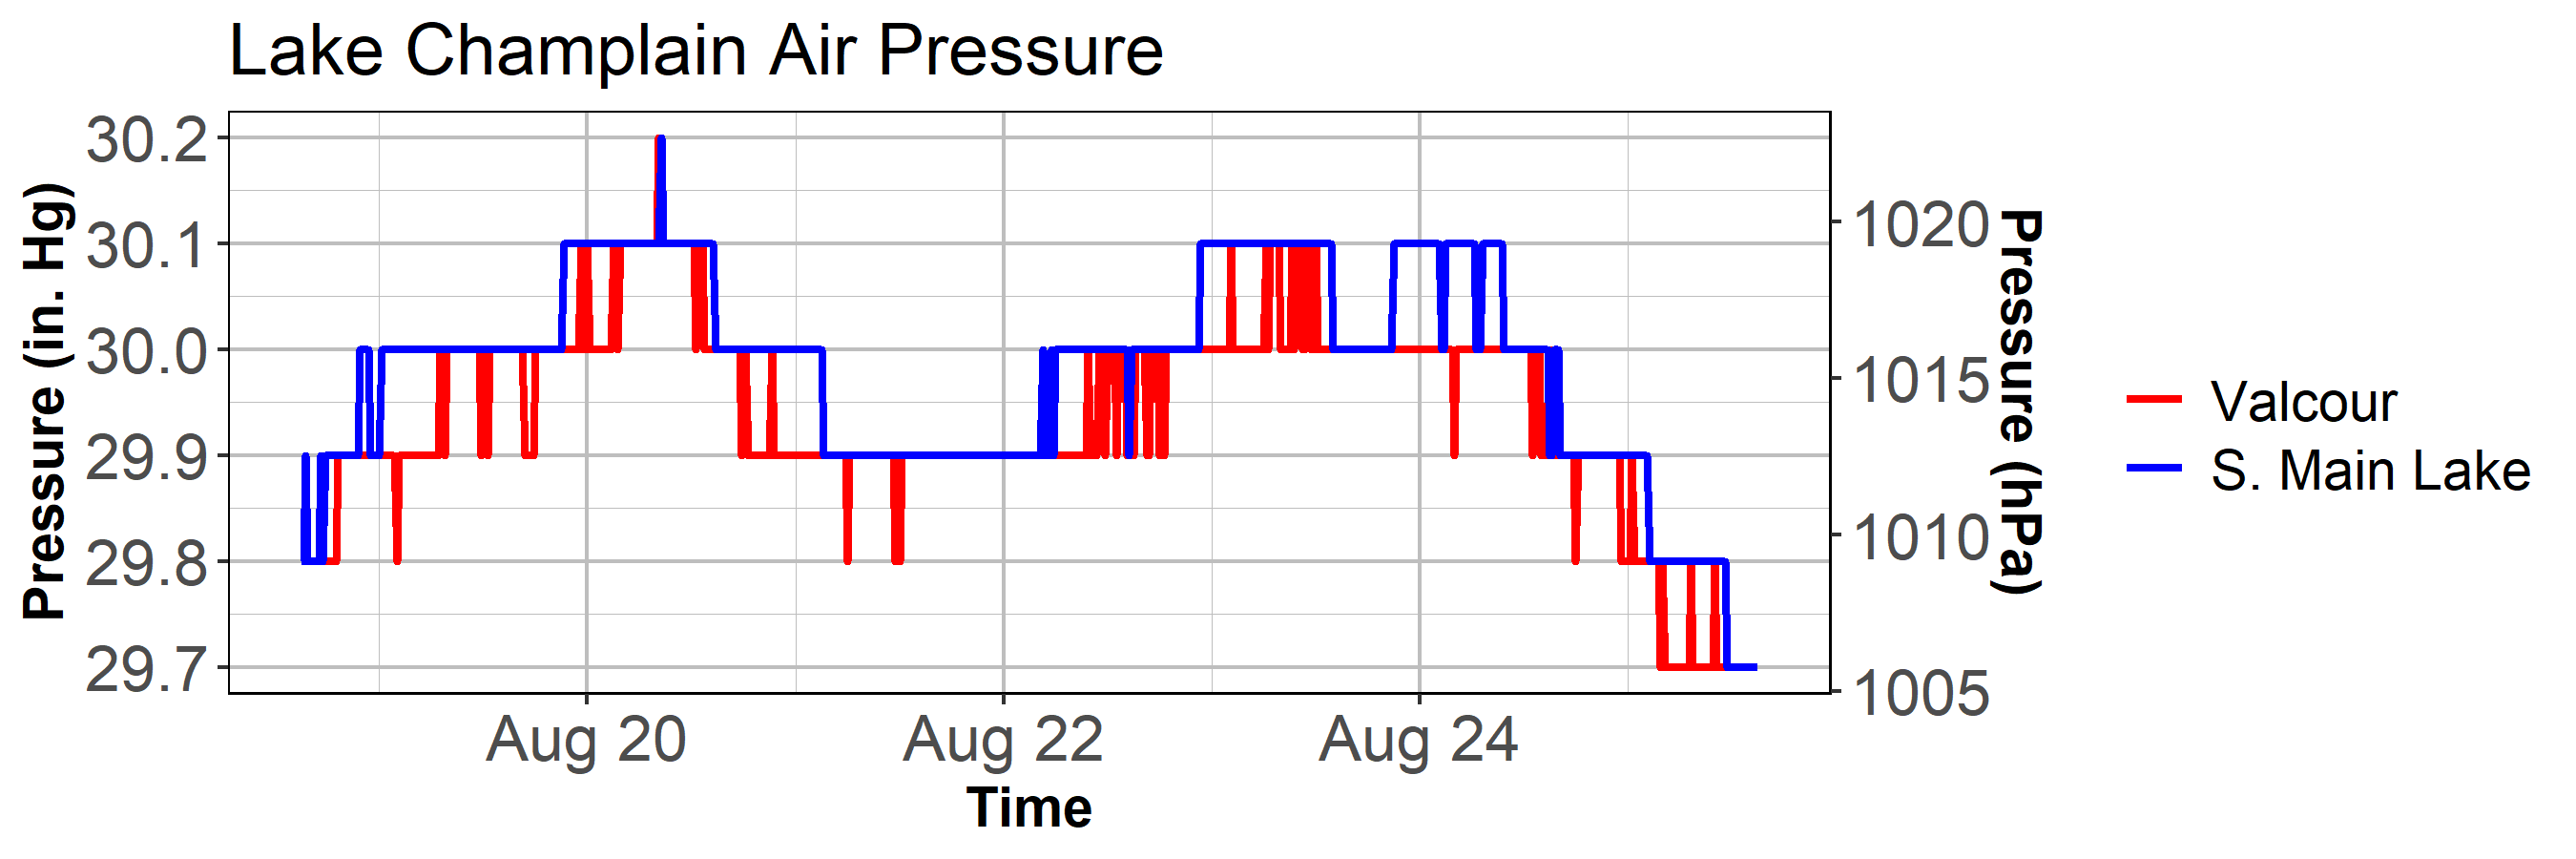 Lake Champlain Air Pressure
30.2
30.1
30.0
29.9
29.8
29.7
Pressure (in. Hg)
1020
1015
1010
1005
Pressure (hPa)
Aug 20
Aug 22
Aug 24
Time
Valcour
S. Main Lake